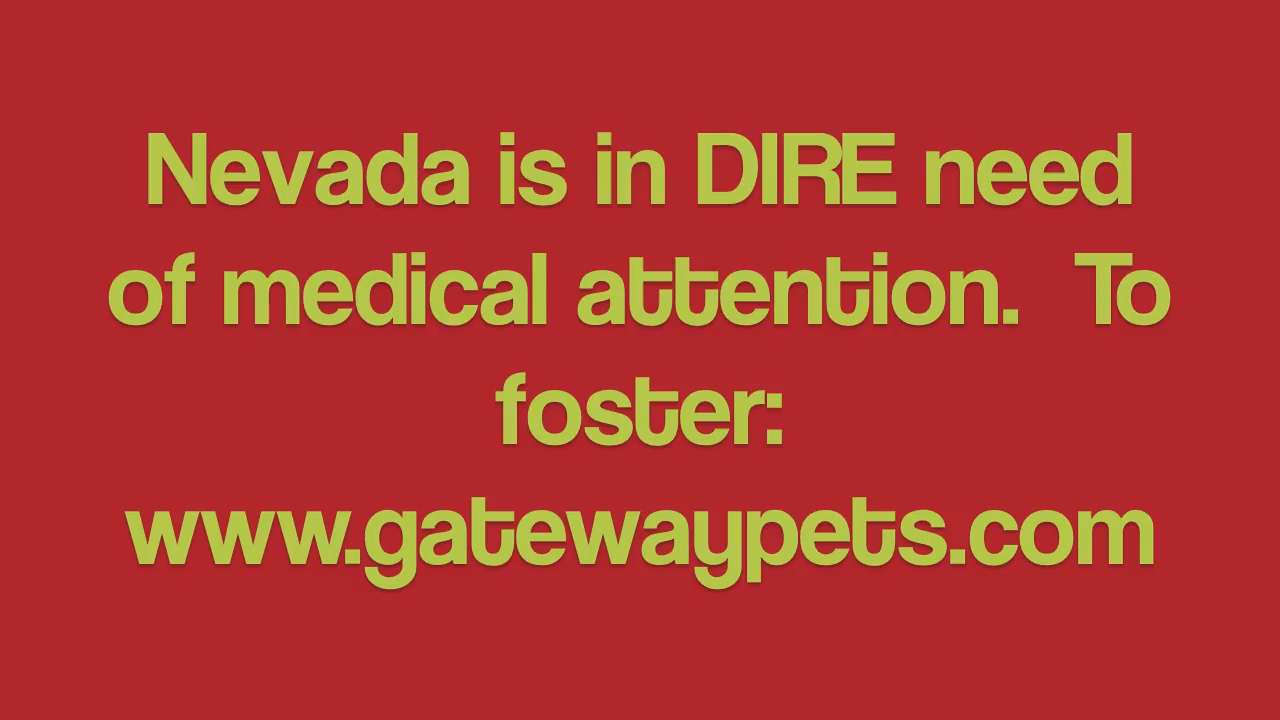 Nevada is in DIRE need
of medical attention.  To
foster:
www.gatewaypets.com